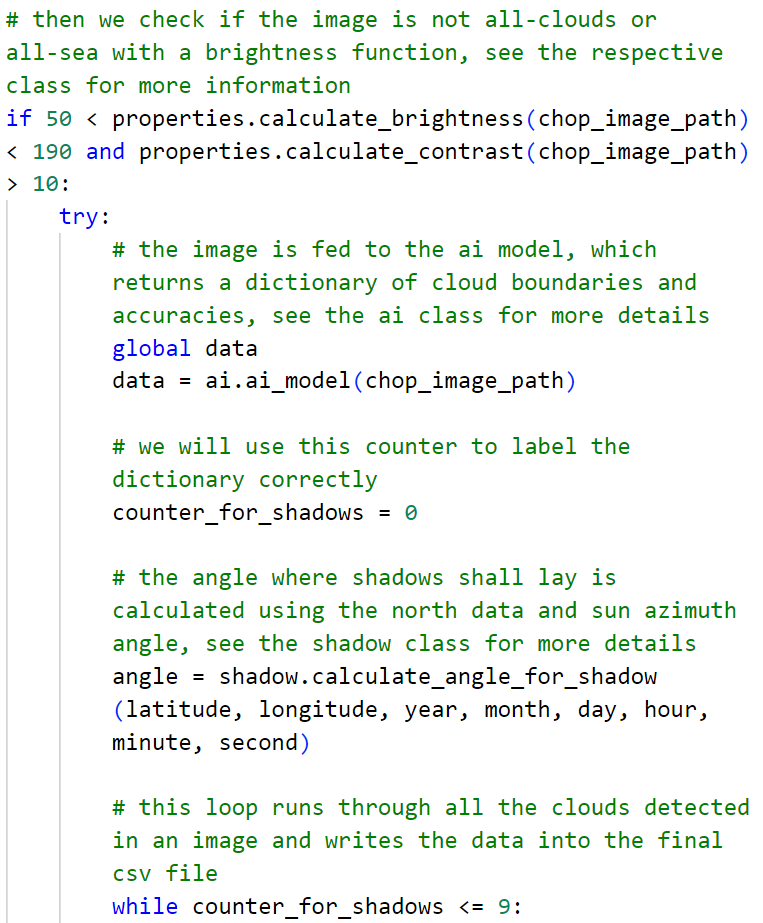 # then we check if the image is not all-clouds or
all-sea with a brightness function, see the respective
class for more information
if 50 < properties.calculate_brightness(chop_image_path)
< 190 and properties.calculate_contrast(chop_image_path)
> 10:
try:
# the image is fed to the ai model, which
returns a dictionary of cloud boundaries and
accuracies, see the ai class for more details
global data
data = ai.ai_model(chop_image_path)
# we will use this counter to label the
dictionary correctly
counter_for_shadows = 0
# the angle where shadows shall lay is
calculated using the north data and sun azimuth
angle, see the shadow class for more details
angle = shadow.calculate_angle_for_shadow
(latitude, longitude, year, month, day, hour,
minute, second)
# this loop runs through all the clouds detected
in an image and writes the data into the final
csv file
while counter_for_shadows <= 9: